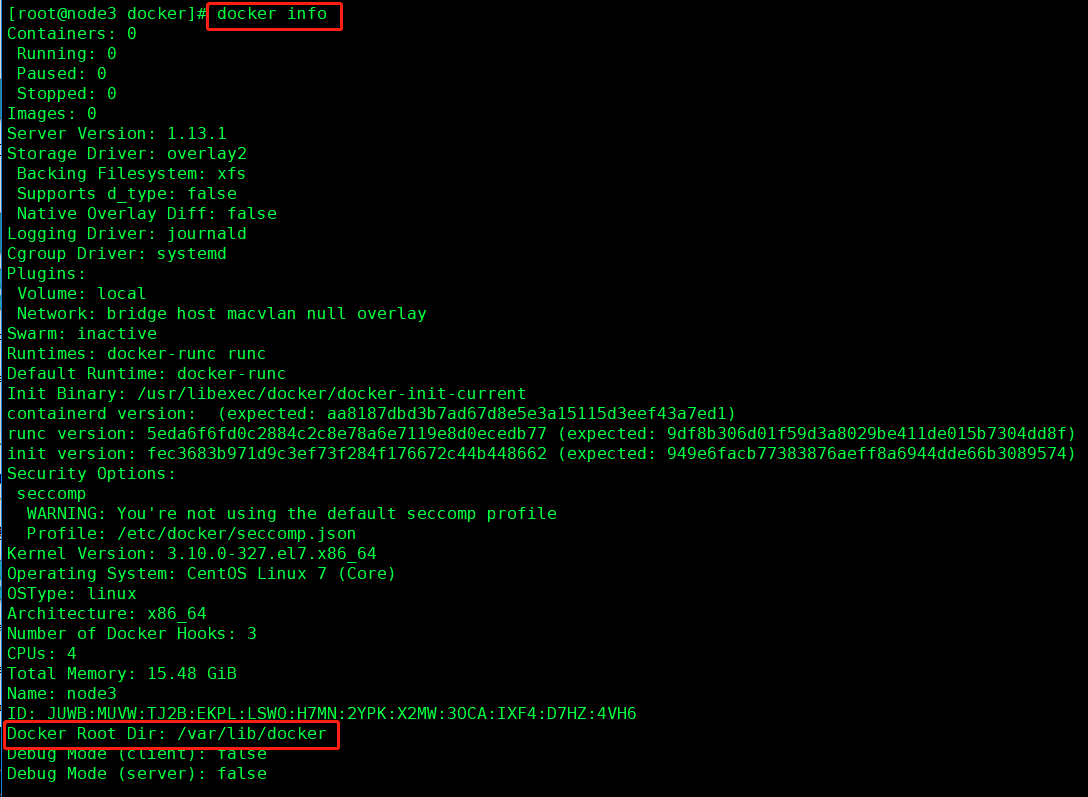 [root@node3 docker]# docker info
Containers: 0
 Running: 0
 Paused: 0
 Stopped: 0
Images: 0
Server Version: 1.13.1
Storage Driver: overlay2
 Backing Filesystem: xfs
 Supports d_type: false
 Native Overlay Diff: false
Logging Driver: journald
Cgroup Driver: systemd
Plugins:
 Volume: local
 Network: bridge host macvlan null overlay
Swarm: inactive
Runtimes: docker-runc runc
Default Runtime: docker-runc
Init Binary: /usr/libexec/docker/docker-init-current
containerd version:  (expected: aa8187dbd3b7ad67d8e5e3a15115d3eef43a7ed1)
runc version: 5eda6f6fd0c2884c2c8e78a6e7119e8d0ecedb77 (expected: 9df8b306d01f59d3a8029be411de015b7304dd8f)
init version: fec3683b971d9c3ef73f284f176672c44b448662 (expected: 949e6facb77383876aeff8a6944dde66b3089574)
Security Options:
 seccomp
  WARNING: You're not using the default seccomp profile
  Profile: /etc/docker/seccomp.json
Kernel Version: 3.10.0-327.el7.x86_64
Operating System: CentOS Linux 7 (Core)
OSType: linux
Architecture: x86_64
Number of Docker Hooks: 3
CPUs: 4
Total Memory: 15.48 GiB
Name: node3
ID: JUWB:MUVW:TJ2B:EKPL:LSWO:H7MN:2YPK:X2MW:3OCA:IXF4:D7HZ:4VH6
Docker Root Dir: /var/lib/docker
Debug Mode (client): false
Debug Mode (server): false